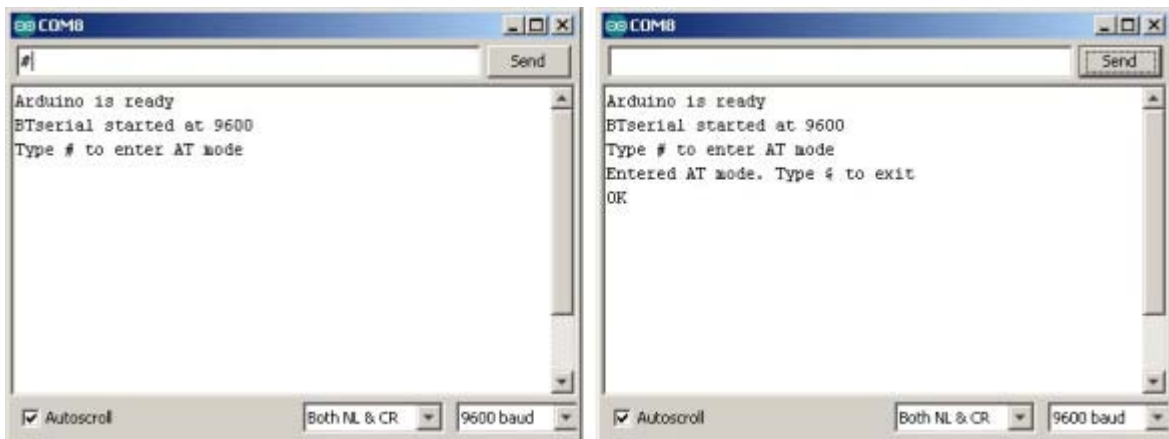 COM8
#
Send
Arduino is ready
BTserial started at 9600
Type # to enter AT mode
Autoscroll
Both NL & CR
9600 baud
COM8
Send
Arduino is ready
BTserial started at 9600
Type # to enter AT mode
Entered AT mode. Type $ to exit
OK
Autoscroll
Both NL & CR
9600 baud